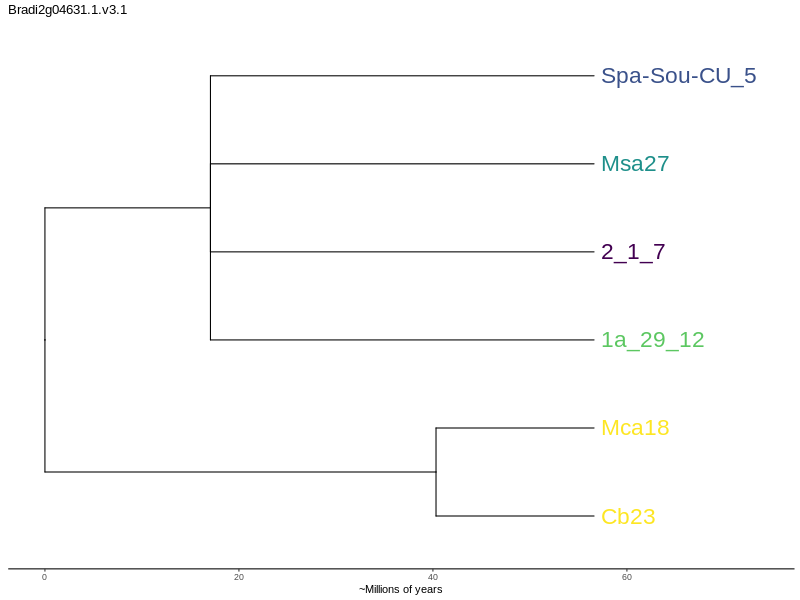 Bradi2g04631.1.v3.1
Spa-Sou-CU_5
Msa27
2_1_7
1a_29_12
Mca18
Cb23
0 20 40 60
~Millions of years